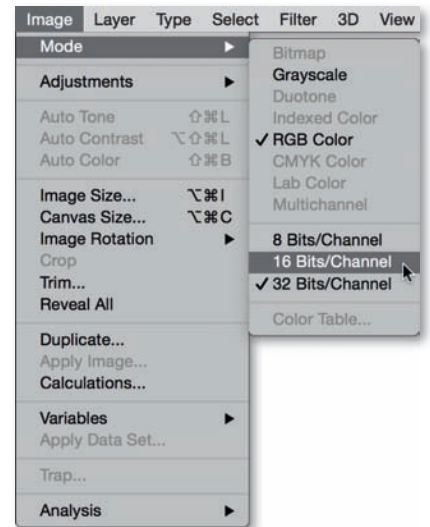 Image Layer Type Select Filter 3D View
Mode
Adjustments
Auto Tone ⇧⌘L
Auto Contrast ⌥⇧⌘L
Auto Color ⇧⌘B
Image Size... ⌥⌘I
Canvas Size... ⌥⌘C
Image Rotation
Crop
Trim...
Reveal All
Duplicate...
Apply Image...
Calculations...
Variables
Apply Data Set...
Trap...
Analysis
Bitmap
Grayscale
Duotone
Indexed Color
✓ RGB Color
CMYK Color
Lab Color
Multichannel
8 Bits/Channel
16 Bits/Channel
✓ 32 Bits/Channel
Color Table...